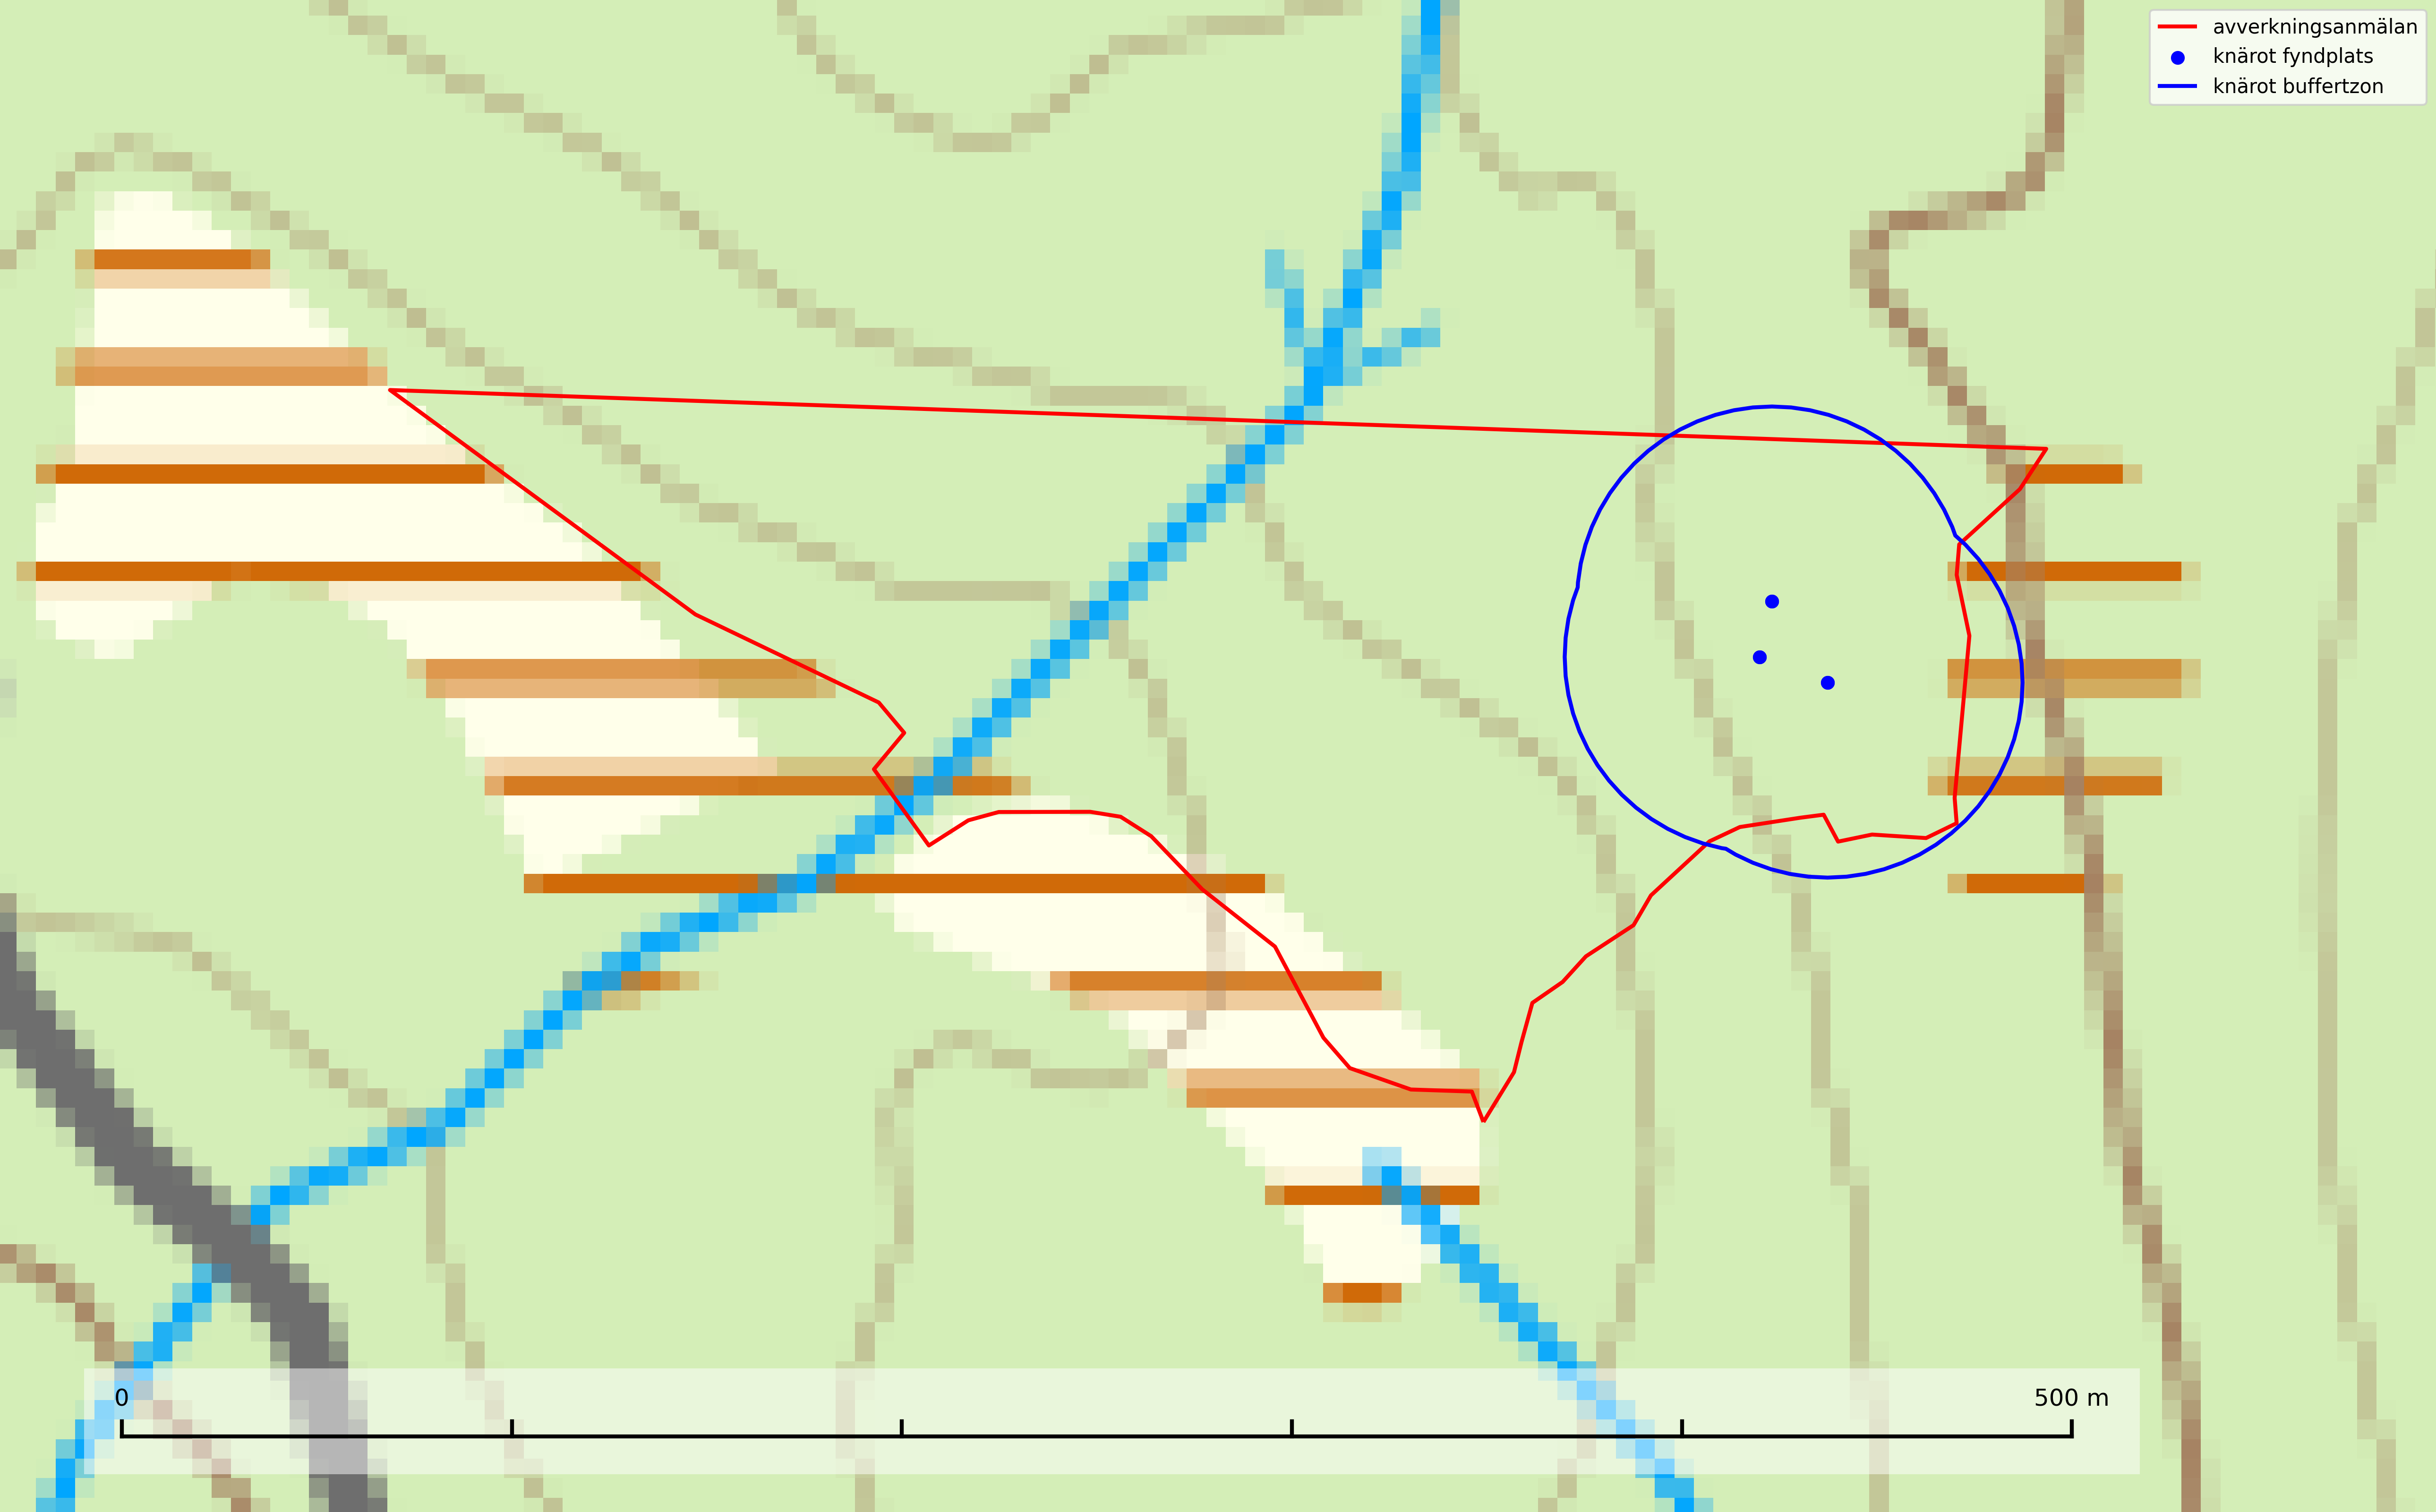 avverkningsanmälan
knärot fyndplats
knärot buffertzon
0
500 m